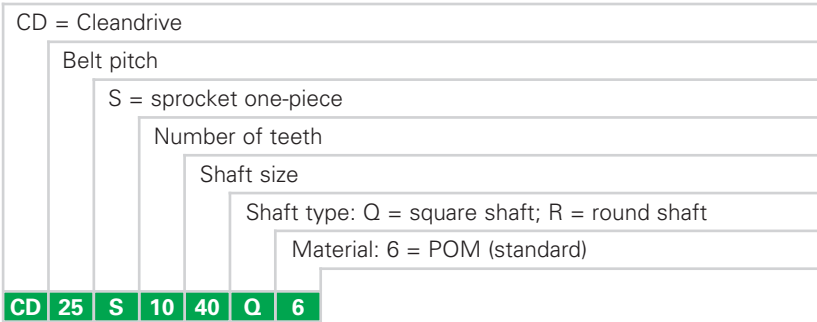 CD = Cleandrive
Belt pitch
S = sprocket one-piece
Number of teeth
Shaft size
Shaft type: Q = square shaft; R = round shaft
Material: 6 = POM (standard)
CD 25 S 10 40 Q 6